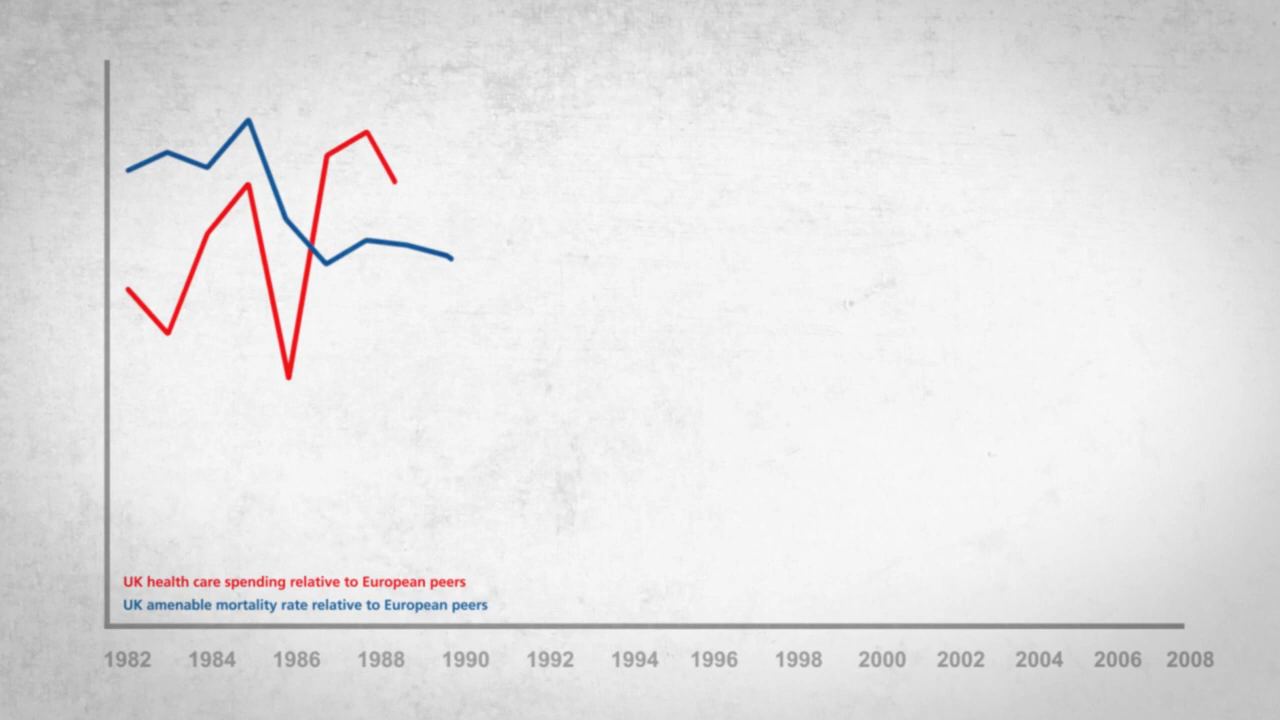 UK health care spending relative to European peers
UK amenable mortality rate relative to European peers
1982 1984 1986 1988 1990 1992 1994 1996 1998 2000 2002 2004 2006 2008